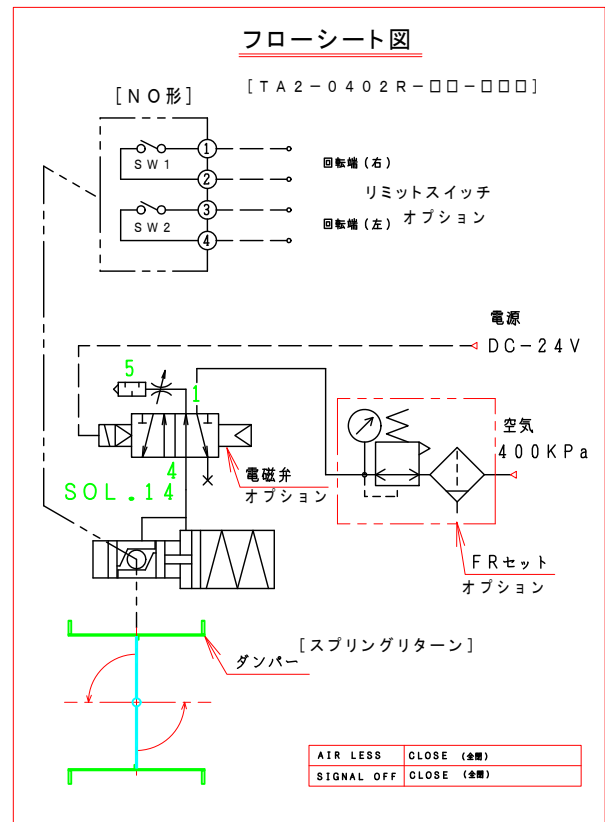 フローシート図
[TA2-0402R-□□-□□□]
[NO形]
SW1
1
2
SW2
3
4
回転端(右)
リミットスイッチ
オプション
回転端(左)
電源
DC-24V
5
1
4
SOL.14
電磁弁
オプション
空気
400KPa
FRセット
オプション
[スプリングリターン]
ダンパー
AIR LESS CLOSE (全閉)
SIGNAL OFF CLOSE (全閉)